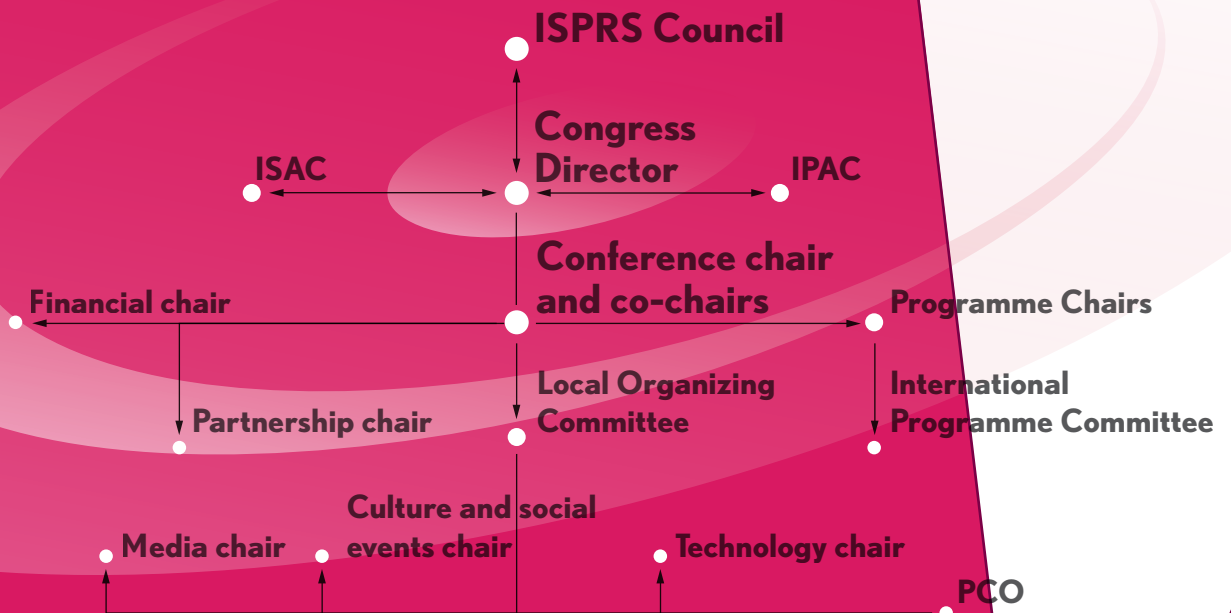 ISPRS Council
Congress
Director
ISAC
IPAC
Conference chair
and co-chairs
Financial chair
Programme Chairs
Local Organizing
Committee
International
Programme Committee
Partnership chair
Culture and social
events chair
Media chair
Technology chair
PCO